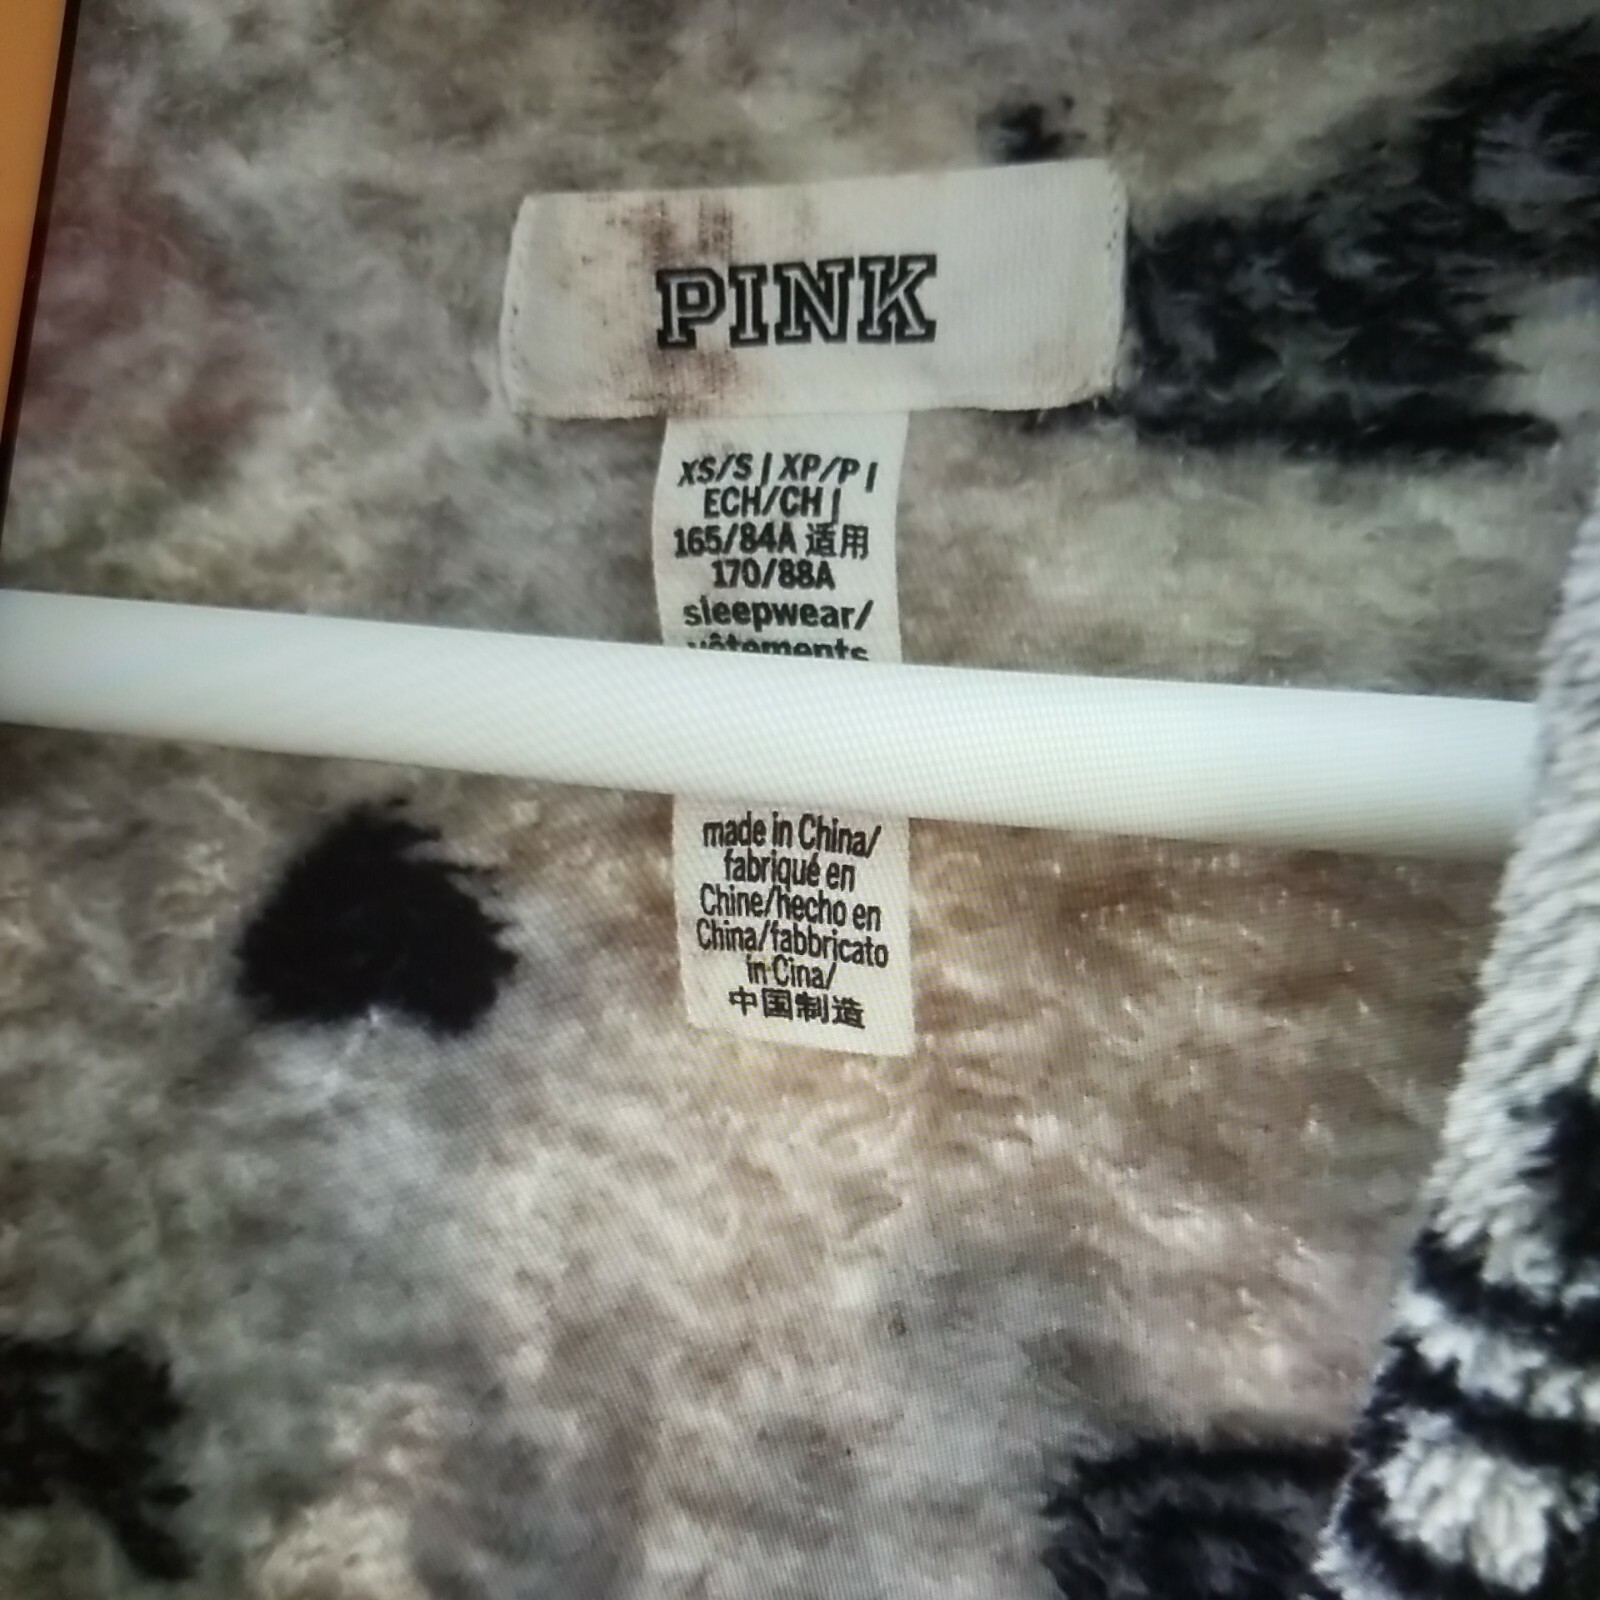 PINK
XS/S | XP/P |
ECH/CH |
165/84A 适用
170/88A
sleepwear/
vêtements
made in China/
fabriqué en
Chine/hecho en
China/fabbricato
in Cina/
中国制造